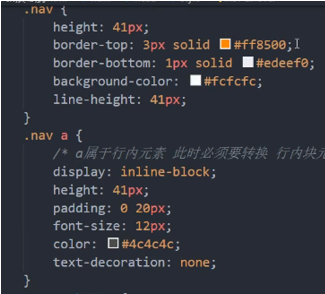 .nav {
height: 41px;
border-top: 3px solid #ff8500;
border-bottom: 1px solid #edeef0;
background-color: #fcfcfc;
line-height: 41px;
}
.nav a {
/* a属于行内元素 此时必须要转换 行内块元
display: inline-block;
height: 41px;
padding: 0 20px;
font-size: 12px;
color: #4c4c4c;
text-decoration: none;
}